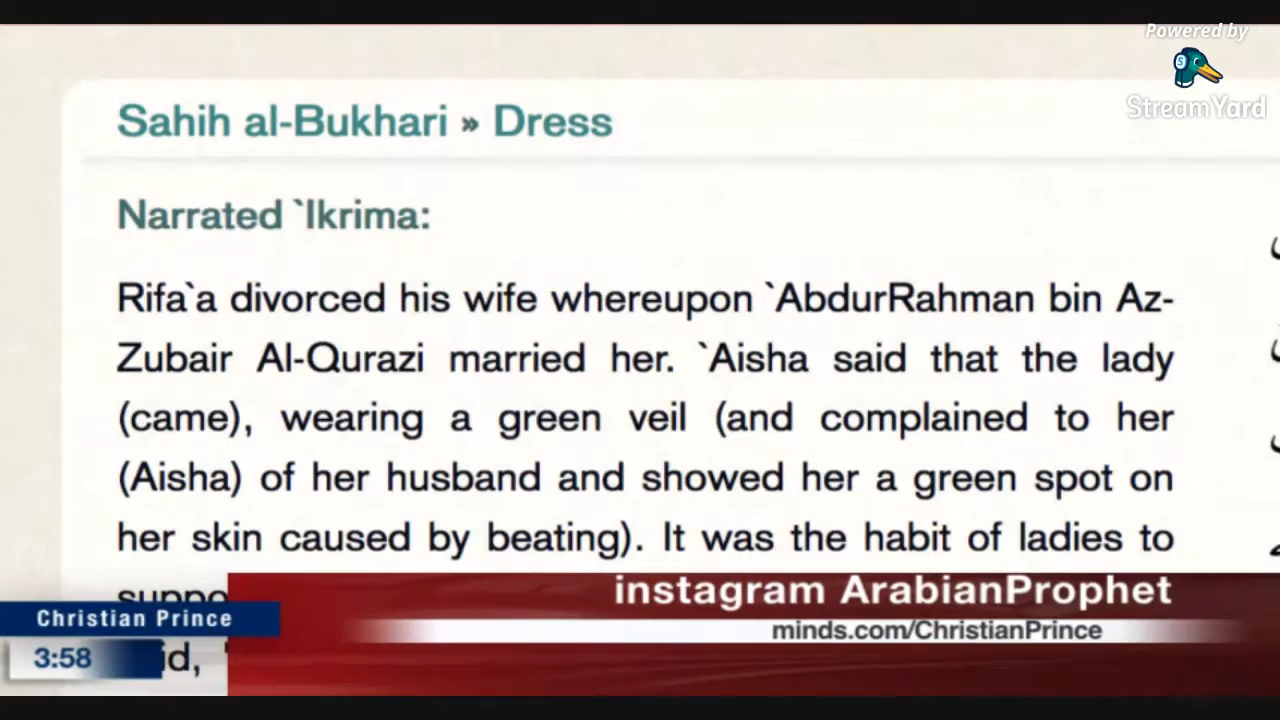 Powered by
StreamYard
Sahih al-Bukhari » Dress
Narrated `Ikrima:
Rifa`a divorced his wife whereupon `AbdurRahman bin Az-
Zubair Al-Qurazi married her. `Aisha said that the lady
(came), wearing a green veil (and complained to her
(Aisha) of her husband and showed her a green spot on
her skin caused by beating). It was the habit of ladies to
instagram ArabianProphet
Christian Prince
minds.com/ChristianPrince
3:58